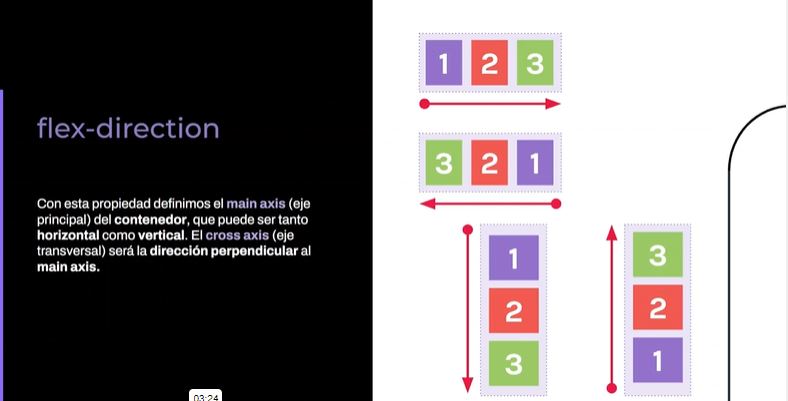 flex-direction
Con esta propiedad definimos el main axis (eje
principal) del contenedor, que puede ser tanto
horizontal como vertical. El cross axis (eje
transversal) será la dirección perpendicular al
main axis.
1 2 3
3 2 1
1
2
3
3
2
1
03:24